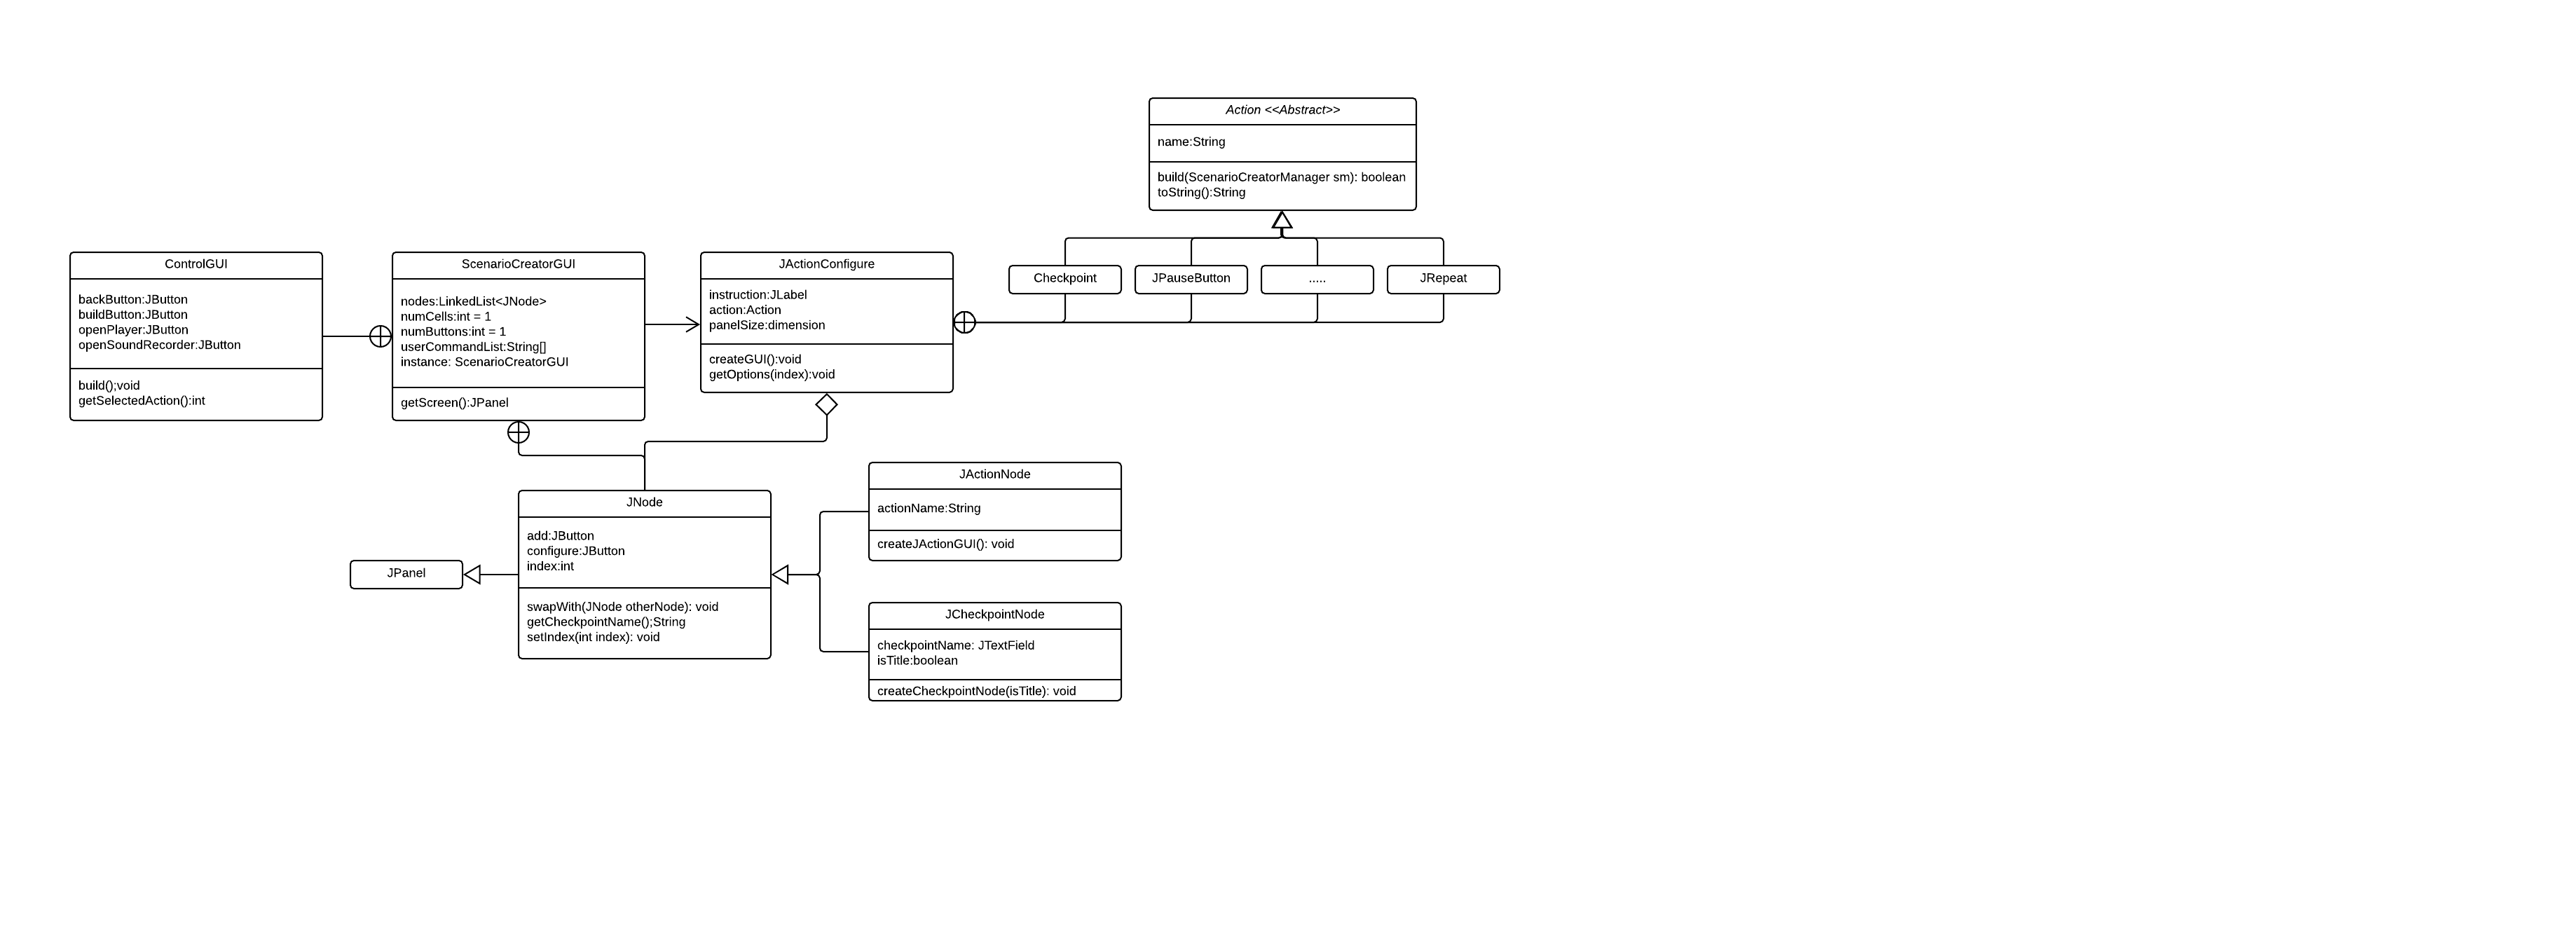 Action <<Abstract>>
name:String
build(ScenarioCreatorManager sm): boolean
toString():String
ControlGUI
backButton:JButton
buildButton:JButton
openPlayer:JButton
openSoundRecorder:JButton
build();void
getSelectedAction():int
ScenarioCreatorGUI
nodes:LinkedList<JNode>
numCells:int = 1
numButtons:int = 1
userCommandList:String[]
instance: ScenarioCreatorGUI
getScreen():JPanel
JActionConfigure
instruction:JLabel
action:Action
panelSize:dimension
createGUI():void
getOptions(index):void
Checkpoint
JPauseButton
.....
JRepeat
JNode
add:JButton
configure:JButton
index:int
swapWith(JNode otherNode): void
getCheckpointName();String
setIndex(int index): void
JPanel
JActionNode
actionName:String
createJActionGUI(): void
JCheckpointNode
checkpointName: JTextField
isTitle:boolean
createCheckpointNode(isTitle): void